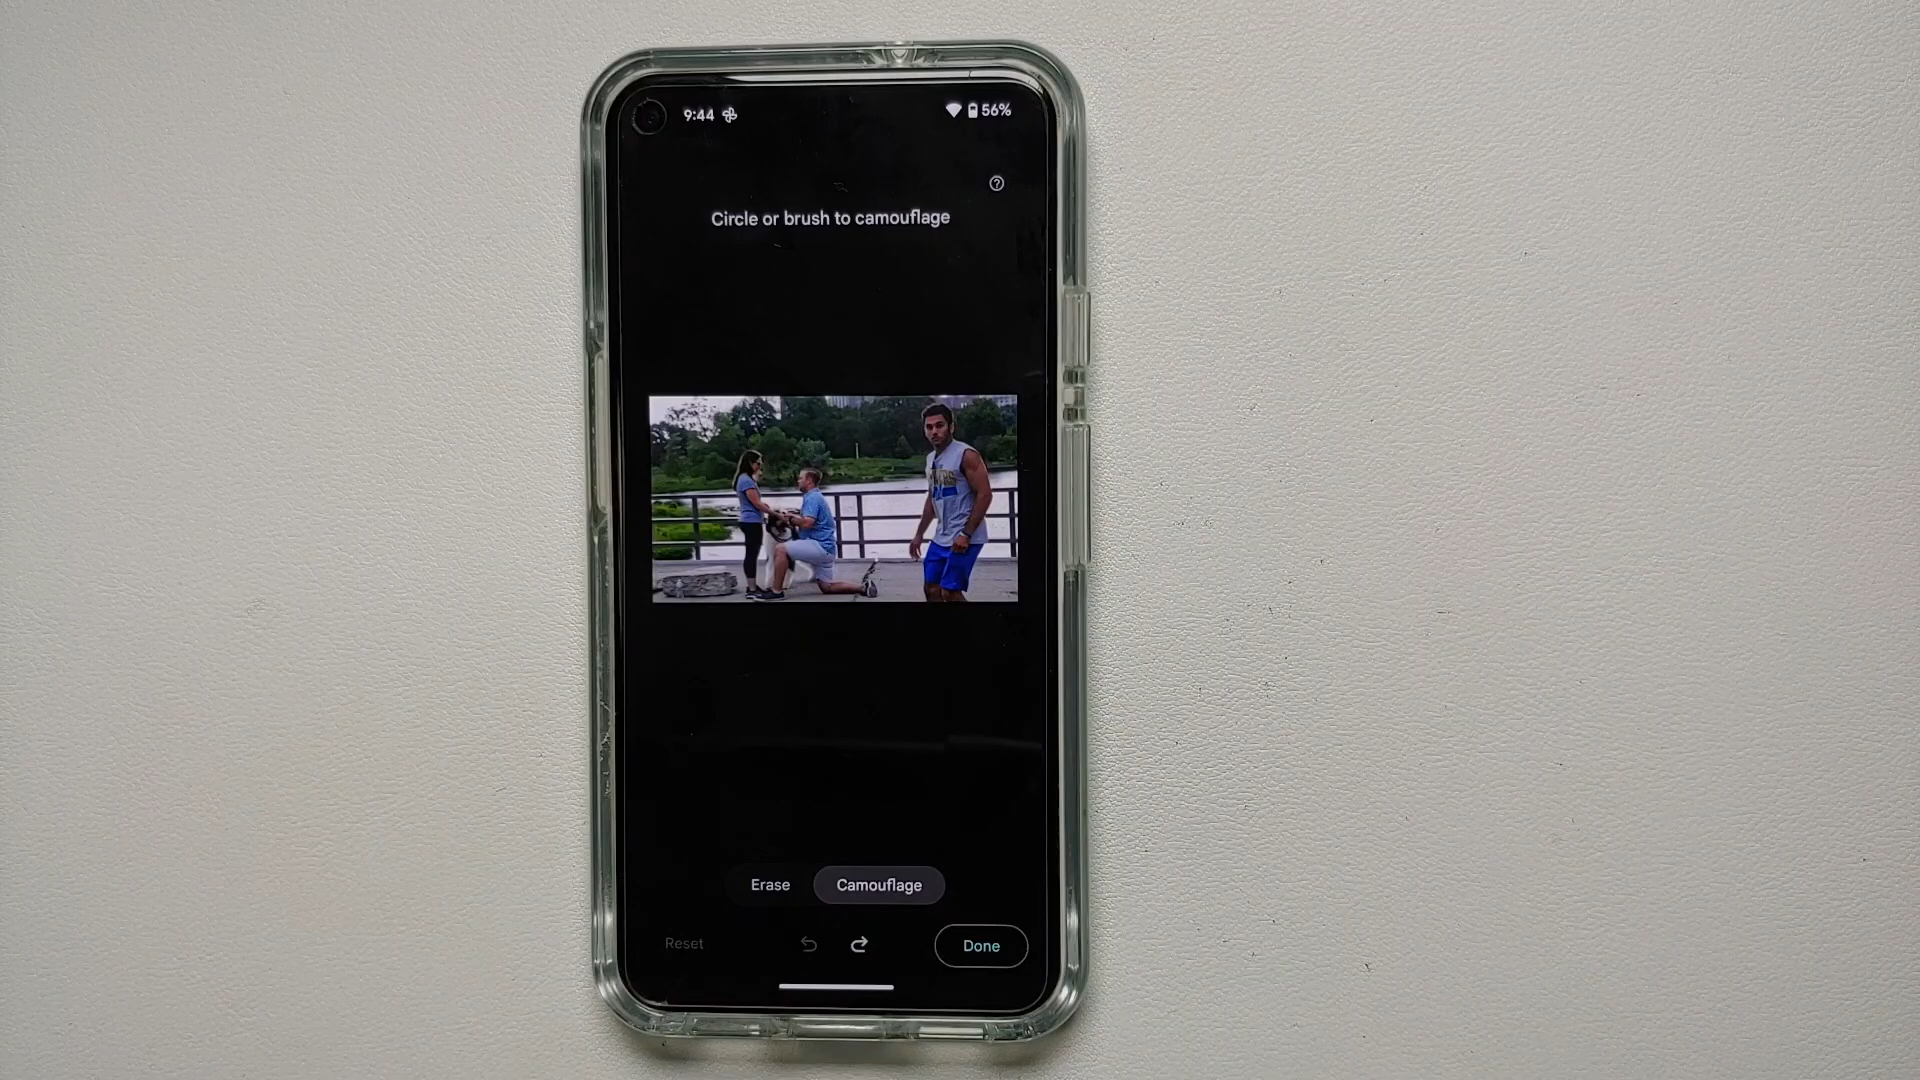 9:44
56%
Circle or brush to camouflage
Erase
Camouflage
Reset
Done